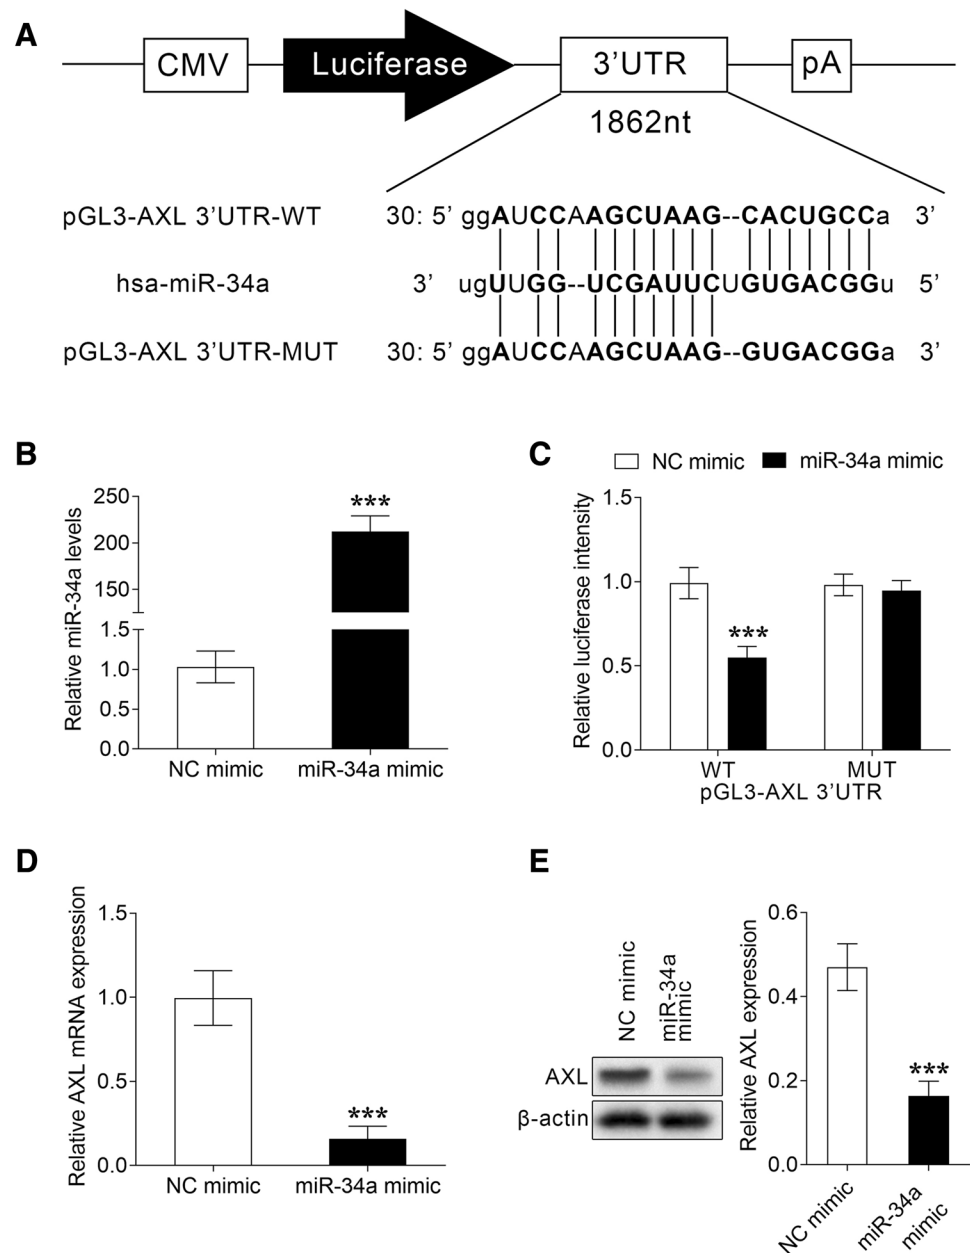 A
CMV Luciferase 3’UTR pA
1862nt
pGL3-AXL 3’UTR-WT 30: 5’ ggAUCCAAGCUAAG--CACUGCCa 3’
hsa-miR-34a 3’ ugUUGG--UCGAUUCUGUGACGGu 5’
pGL3-AXL 3’UTR-MUT 30: 5’ ggAUCCAAGCUAAG--GUGACGGa 3’
B
Relative miR-34a levels
250
200
150
1.5
1.0
0.5
0.0
***
NC mimic miR-34a mimic
C
NC mimic miR-34a mimic
Relative luciferase intensity
1.5
1.0
0.5
0.0
***
WT MUT
pGL3-AXL 3’UTR
D
Relative AXL mRNA expression
1.5
1.0
0.5
0.0
***
NC mimic miR-34a mimic
E
NC mimic
miR-34a
mimic
AXL
β-actin
Relative AXL expression
0.6
0.4
0.2
0.0
***
NC mimic
miR-34a
mimic